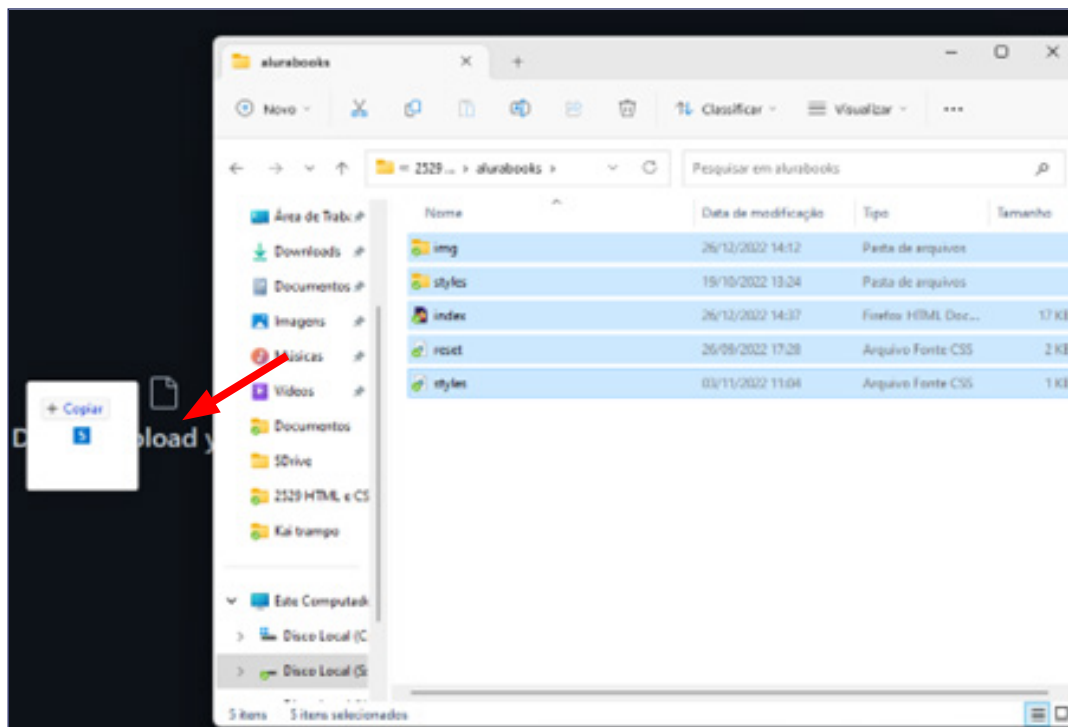 alurabooks
Novo
Classificar
Visualizar
2529 ... > alurabooks >
Pesquisar em alurabooks
Nome Data de modificação Tipo Tamanho
Área de Trab
img 26/12/2022 14:12 Pasta de arquivos
Downloads
styles 19/10/2022 13:24 Pasta de arquivos
Documentos
index 26/12/2022 14:37 Firefox HTML Doc... 17 KB
Imagens
reset 26/09/2022 17:28 Arquivo Fonte CSS 2 KB
Músicas
styles 03/11/2022 11:04 Arquivo Fonte CSS 1 KB
Vídeos
+ Copiar
5
D
pload y
Documentos
SDrive
2529 HTML e CS
Kai trampo
Este Computad
Disco Local (C
Disco Local (S:
5 itens 5 itens selecionados